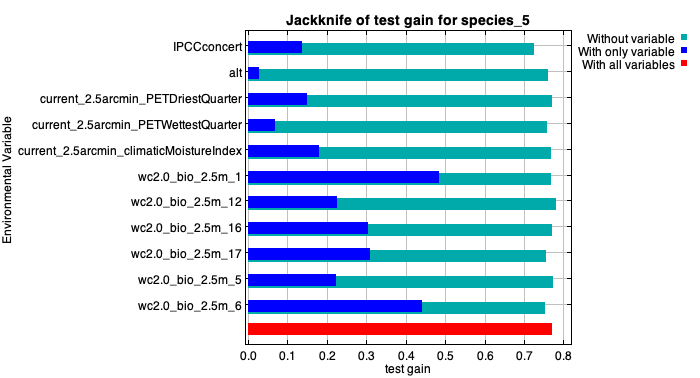 Jackknife of test gain for species_5
Without variable
With only variable
With all variables
Environmental Variable
IPCCconcert
alt
current_2.5arcmin_PETDriestQuarter
current_2.5arcmin_PETWettestQuarter
current_2.5arcmin_climaticMoistureIndex
wc2.0_bio_2.5m_1
wc2.0_bio_2.5m_12
wc2.0_bio_2.5m_16
wc2.0_bio_2.5m_17
wc2.0_bio_2.5m_5
wc2.0_bio_2.5m_6
0.0 0.1 0.2 0.3 0.4 0.5 0.6 0.7 0.8
test gain